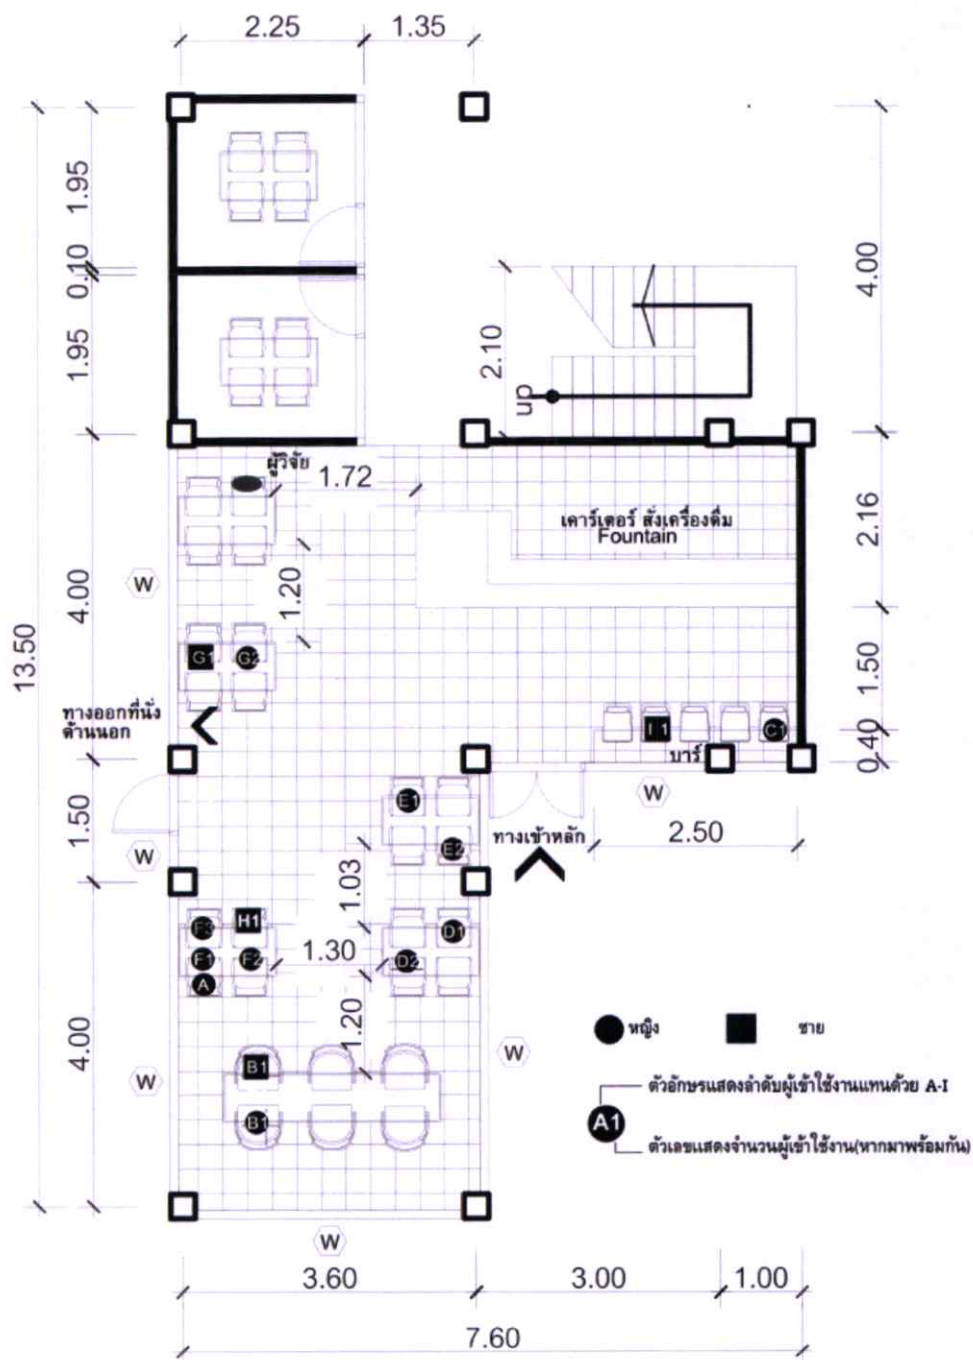 2.25
1.35
1.95
0.10
1.95
4.00
2.10
up
ผู้วิจัย
1.72
เคาร์เตอร์ สั่งเครื่องดื่ม
Fountain
2.16
W
4.00
1.20
13.50
G1
G2
1.50
ทางออกที่นั่ง
ด้านนอก
I1
C1
0.40
บาร์
E1
W
1.50
ทางเข้าหลัก
2.50
W
E2
1.03
F3
H1
D1
F1
F2
1.30
D2
A
1.20
4.00
หญิง
ชาย
W
B1
W
ตัวอักษรแสดงลำดับผู้เข้าใช้งานแทนด้วย A-I
A1
B1
ตัวเลขแสดงจำนวนผู้เข้าใช้งาน(หากมาพร้อมกัน)
W
3.60
3.00
1.00
7.60